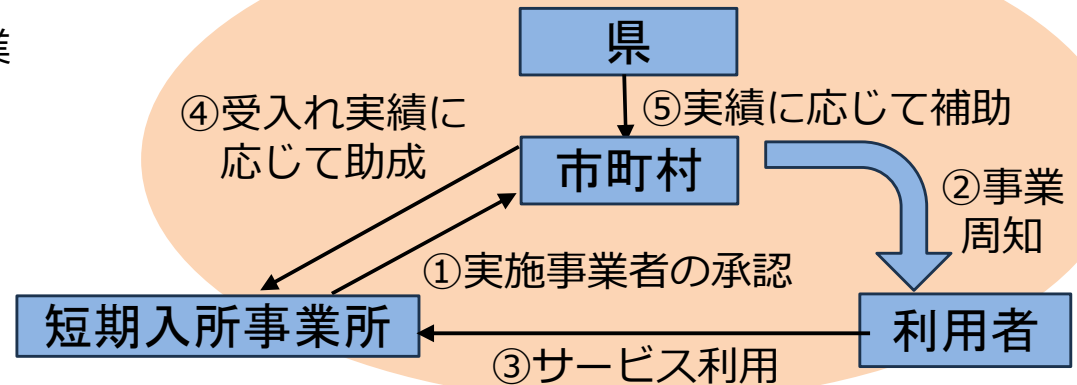 業
県
④受入れ実績に
応じて助成
⑤実績に応じて補助
市町村
②事業
周知
①実施事業者の承認
短期入所事業所
利用者
③サービス利用